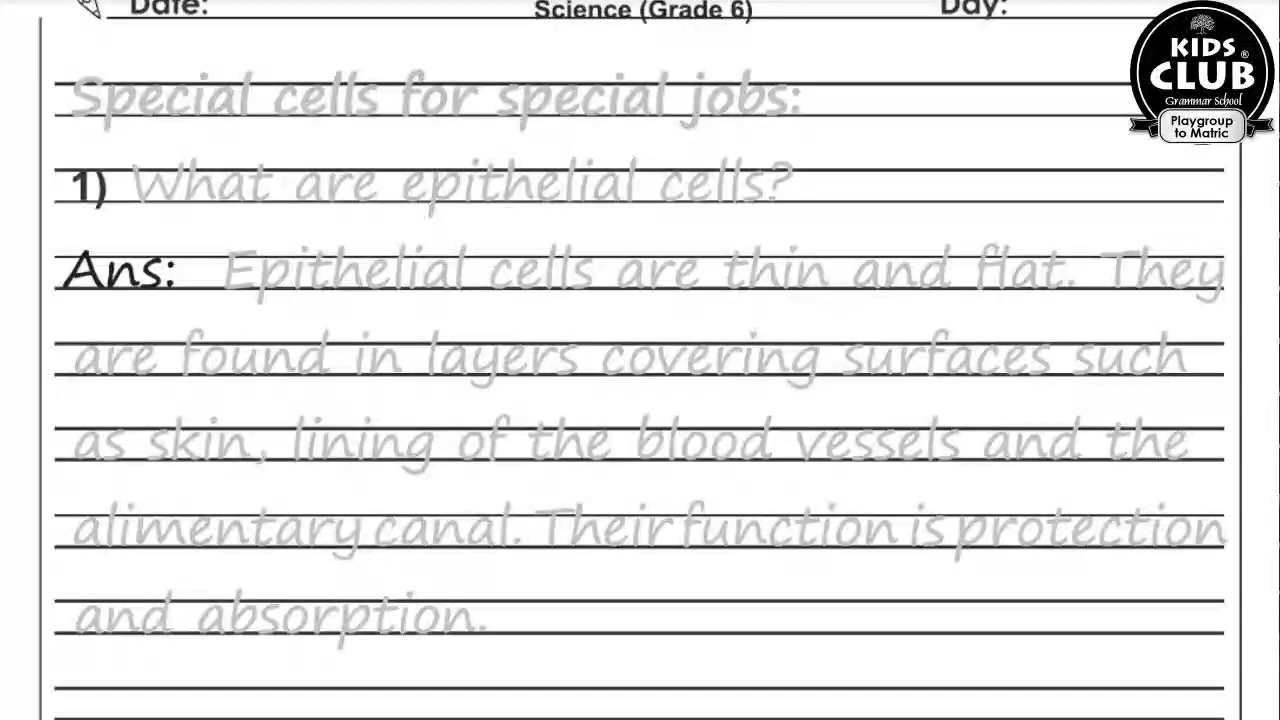 Date: Science (Grade 6) Day:
KIDS
CLUB
Grammar School
Playgroup
to Matric
Special cells for special jobs:
1) What are epithelial cells?
Ans: Epithelial cells are thin and flat. They
are found in layers covering surfaces such
as skin, lining of the blood vessels and the
alimentary canal. Their function is protection
and absorption.